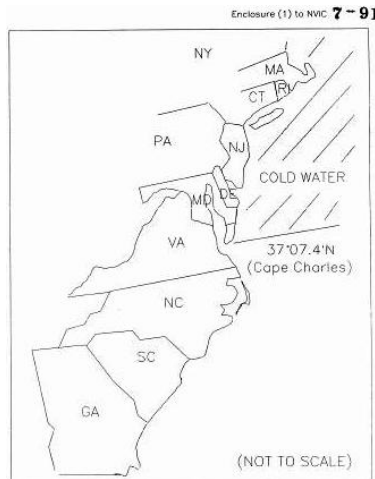 Enclosure (1) to NVIC 7-91
NY
MA
CT
RI
PA
NJ
COLD WATER
MD
DE
VA
37°07.4'N
(Cape Charles)
NC
SC
GA
(NOT TO SCALE)